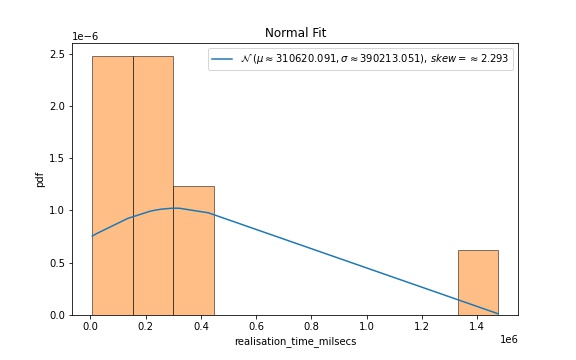 Normal Fit
1e−6
𝒩(μ ≈ 310620.091, σ ≈ 390213.051), skew = ≈ 2.293
2.5
2.0
1.5
1.0
0.5
0.0
pdf
0.0 0.2 0.4 0.6 0.8 1.0 1.2 1.4
1e6
realisation_time_milsecs